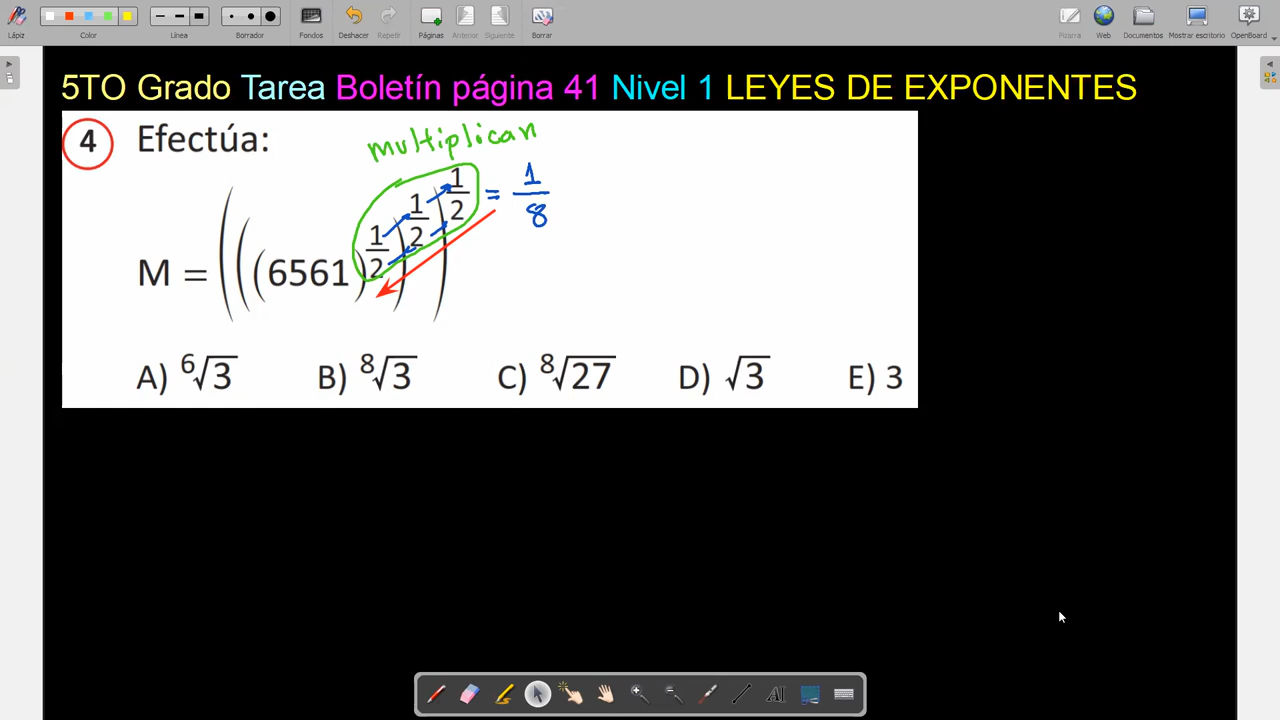 Lápiz Color Línea Borrador Fondos Deshacer Repetir Páginas Anterior Siguiente Borrar Pizarra Web Documentos Mostrar escritorio OpenBoard
5TO Grado Tarea Boletín página 41 Nivel 1 LEYES DE EXPONENTES
4 Efectúa:
multiplican
M = (((6561)^(1/2))^(1/2))^(1/2) = 1/8
A) ⁶√3 B) ⁸√3 C) ⁸√27 D) √3 E) 3
AI